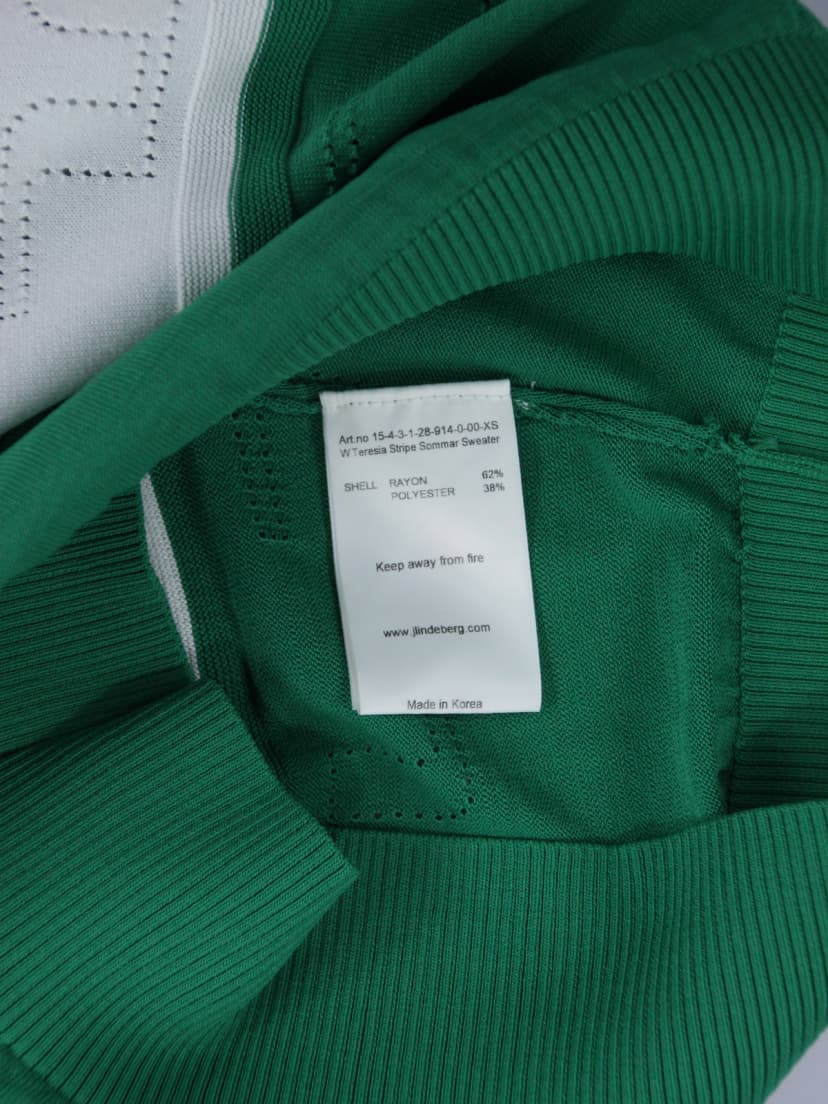 Art.no 15-4-3-1-28-914-0-00-XS
W Teresia Stripe Sommar Sweater
SHELL RAYON 62%
POLYESTER 38%
Keep away from fire
www.jlindeberg.com
Made in Korea